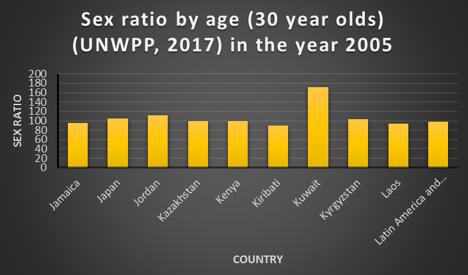 Sex ratio by age (30 year olds)
(UNWPP, 2017) in the year 2005
SEX RATIO
200
180
160
140
120
100
80
60
40
20
0
Jamaica
Japan
Jordan
Kazakhstan
Kenya
Kiribati
Kuwait
Kyrgyzstan
Laos
Latin America and...
COUNTRY